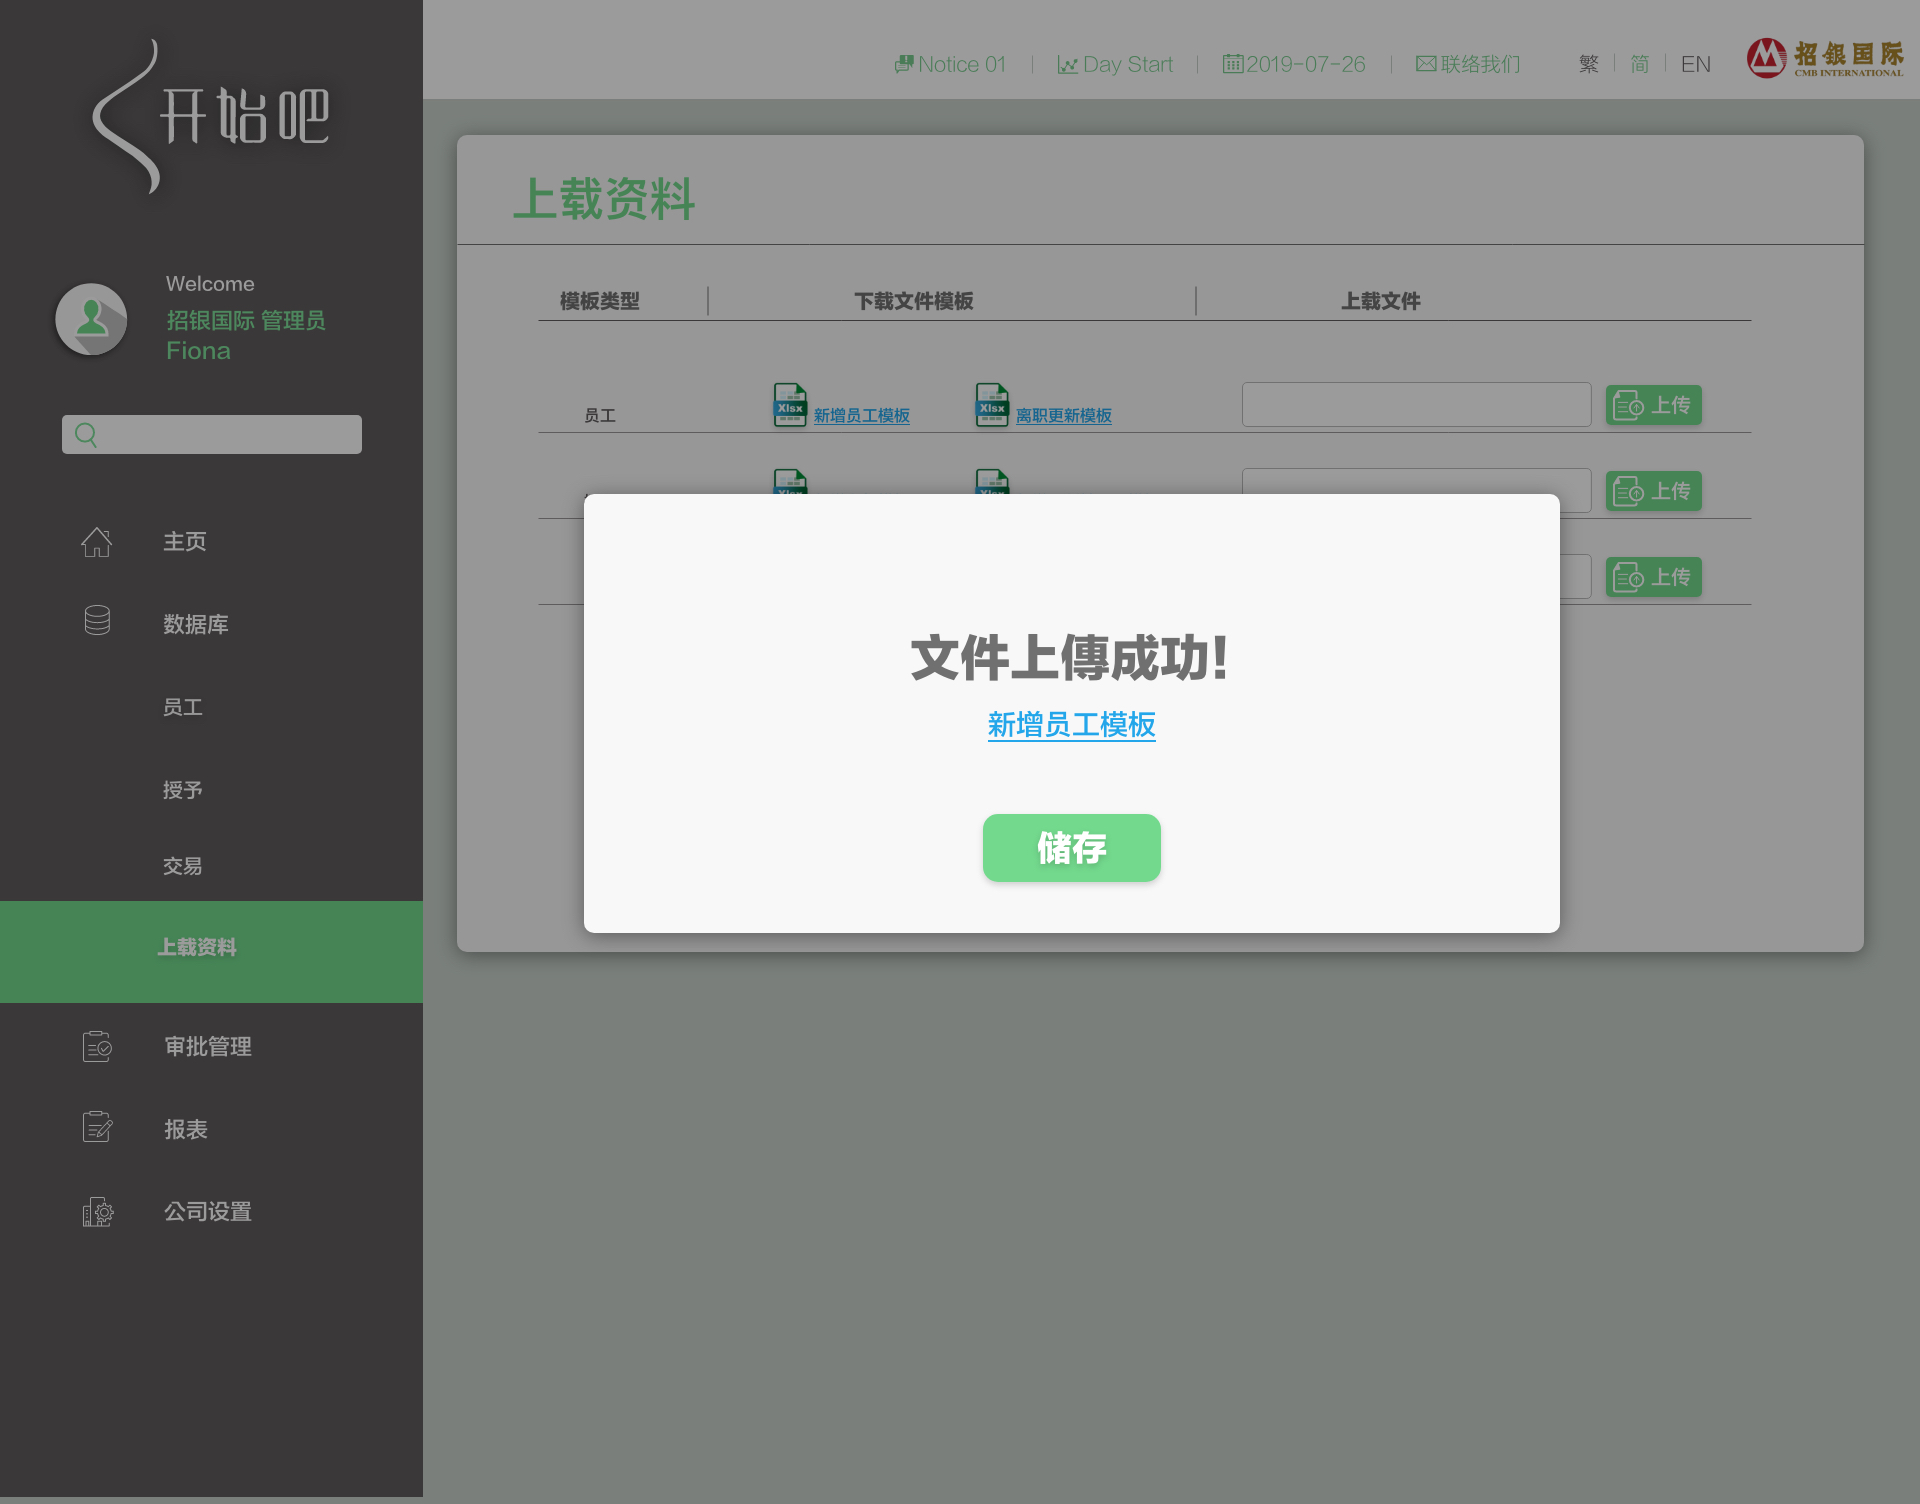 开始吧
Notice 01
Day Start
2019-07-26
联络我们
繁
简
EN
招银国际
CMB INTERNATIONAL
Welcome
招银国际 管理员
Fiona
主页
数据库
员工
授予
交易
上载资料
审批管理
报表
公司设置
上载资料
模板类型
下载文件模板
上载文件
员工
Xlsx
新增员工模板
Xlsx
离职更新模板
上传
Xlsx
Xlsx
上传
上传
文件上傳成功!
新增员工模板
储存